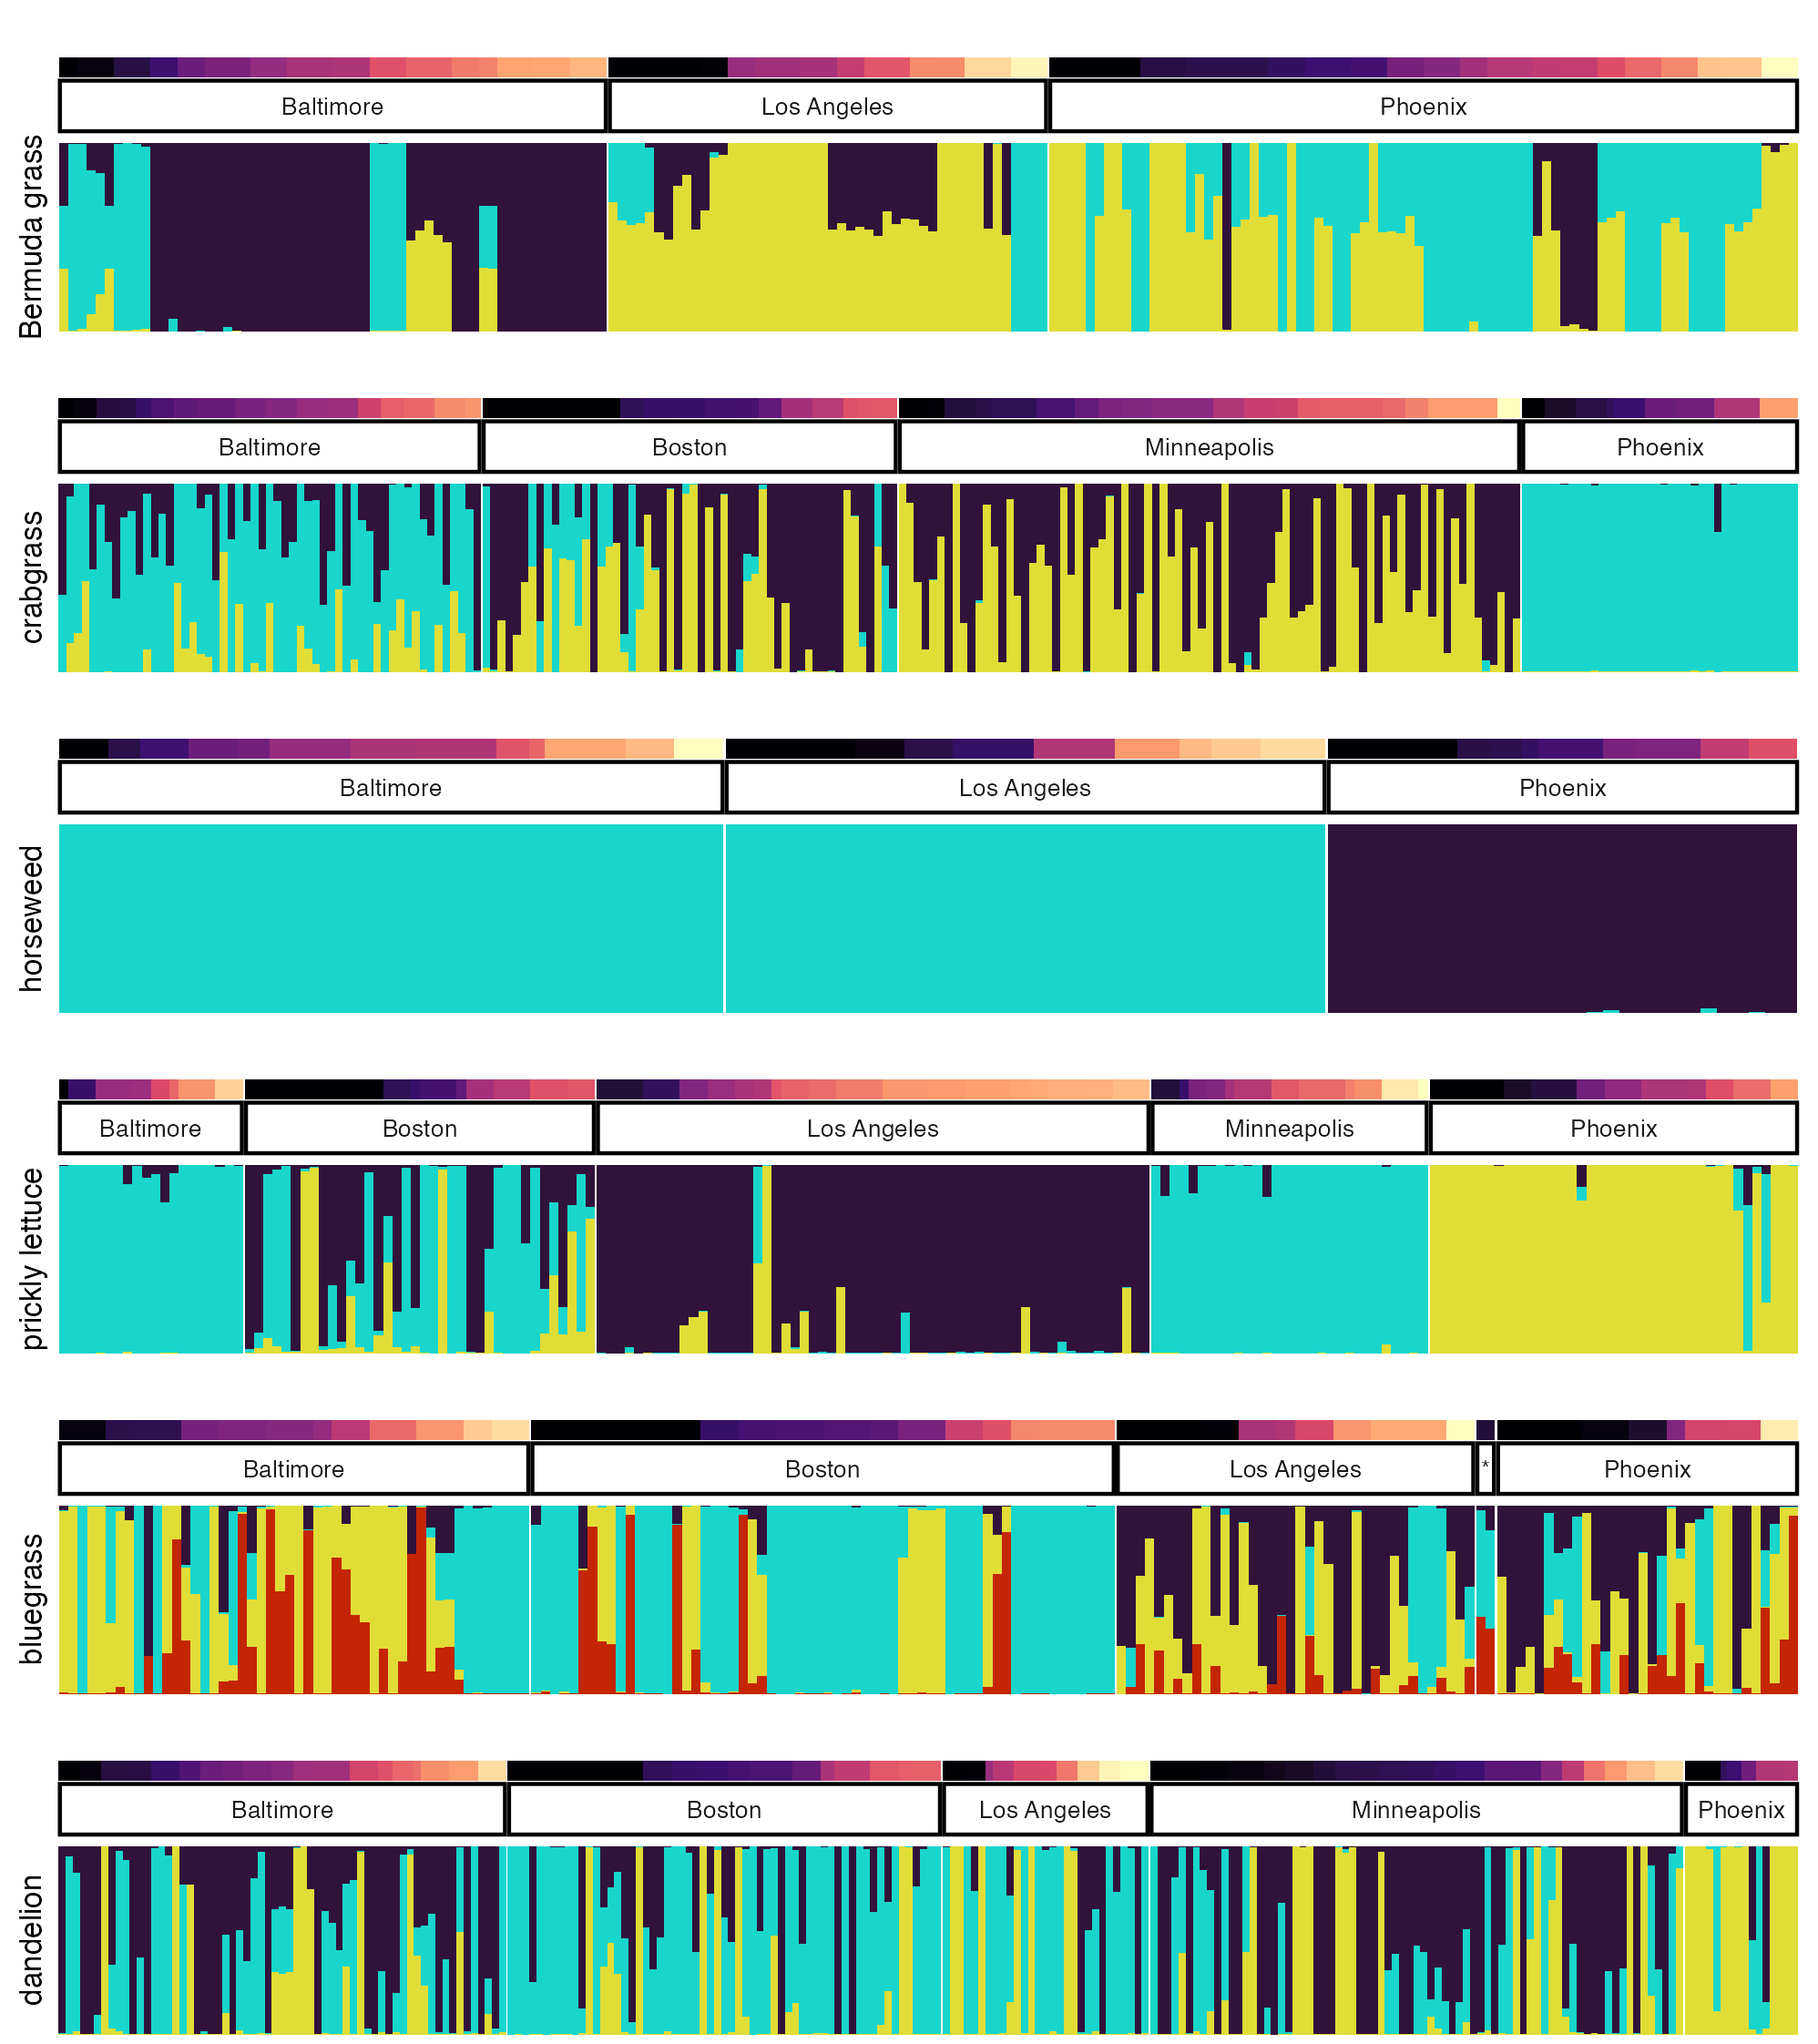 Baltimore Los Angeles Phoenix
Bermuda grass
Baltimore Boston Minneapolis Phoenix
crabgrass
Baltimore Los Angeles Phoenix
horseweed
Baltimore Boston Los Angeles Minneapolis Phoenix
prickly lettuce
Baltimore Boston Los Angeles * Phoenix
bluegrass
Baltimore Boston Los Angeles Minneapolis Phoenix
dandelion